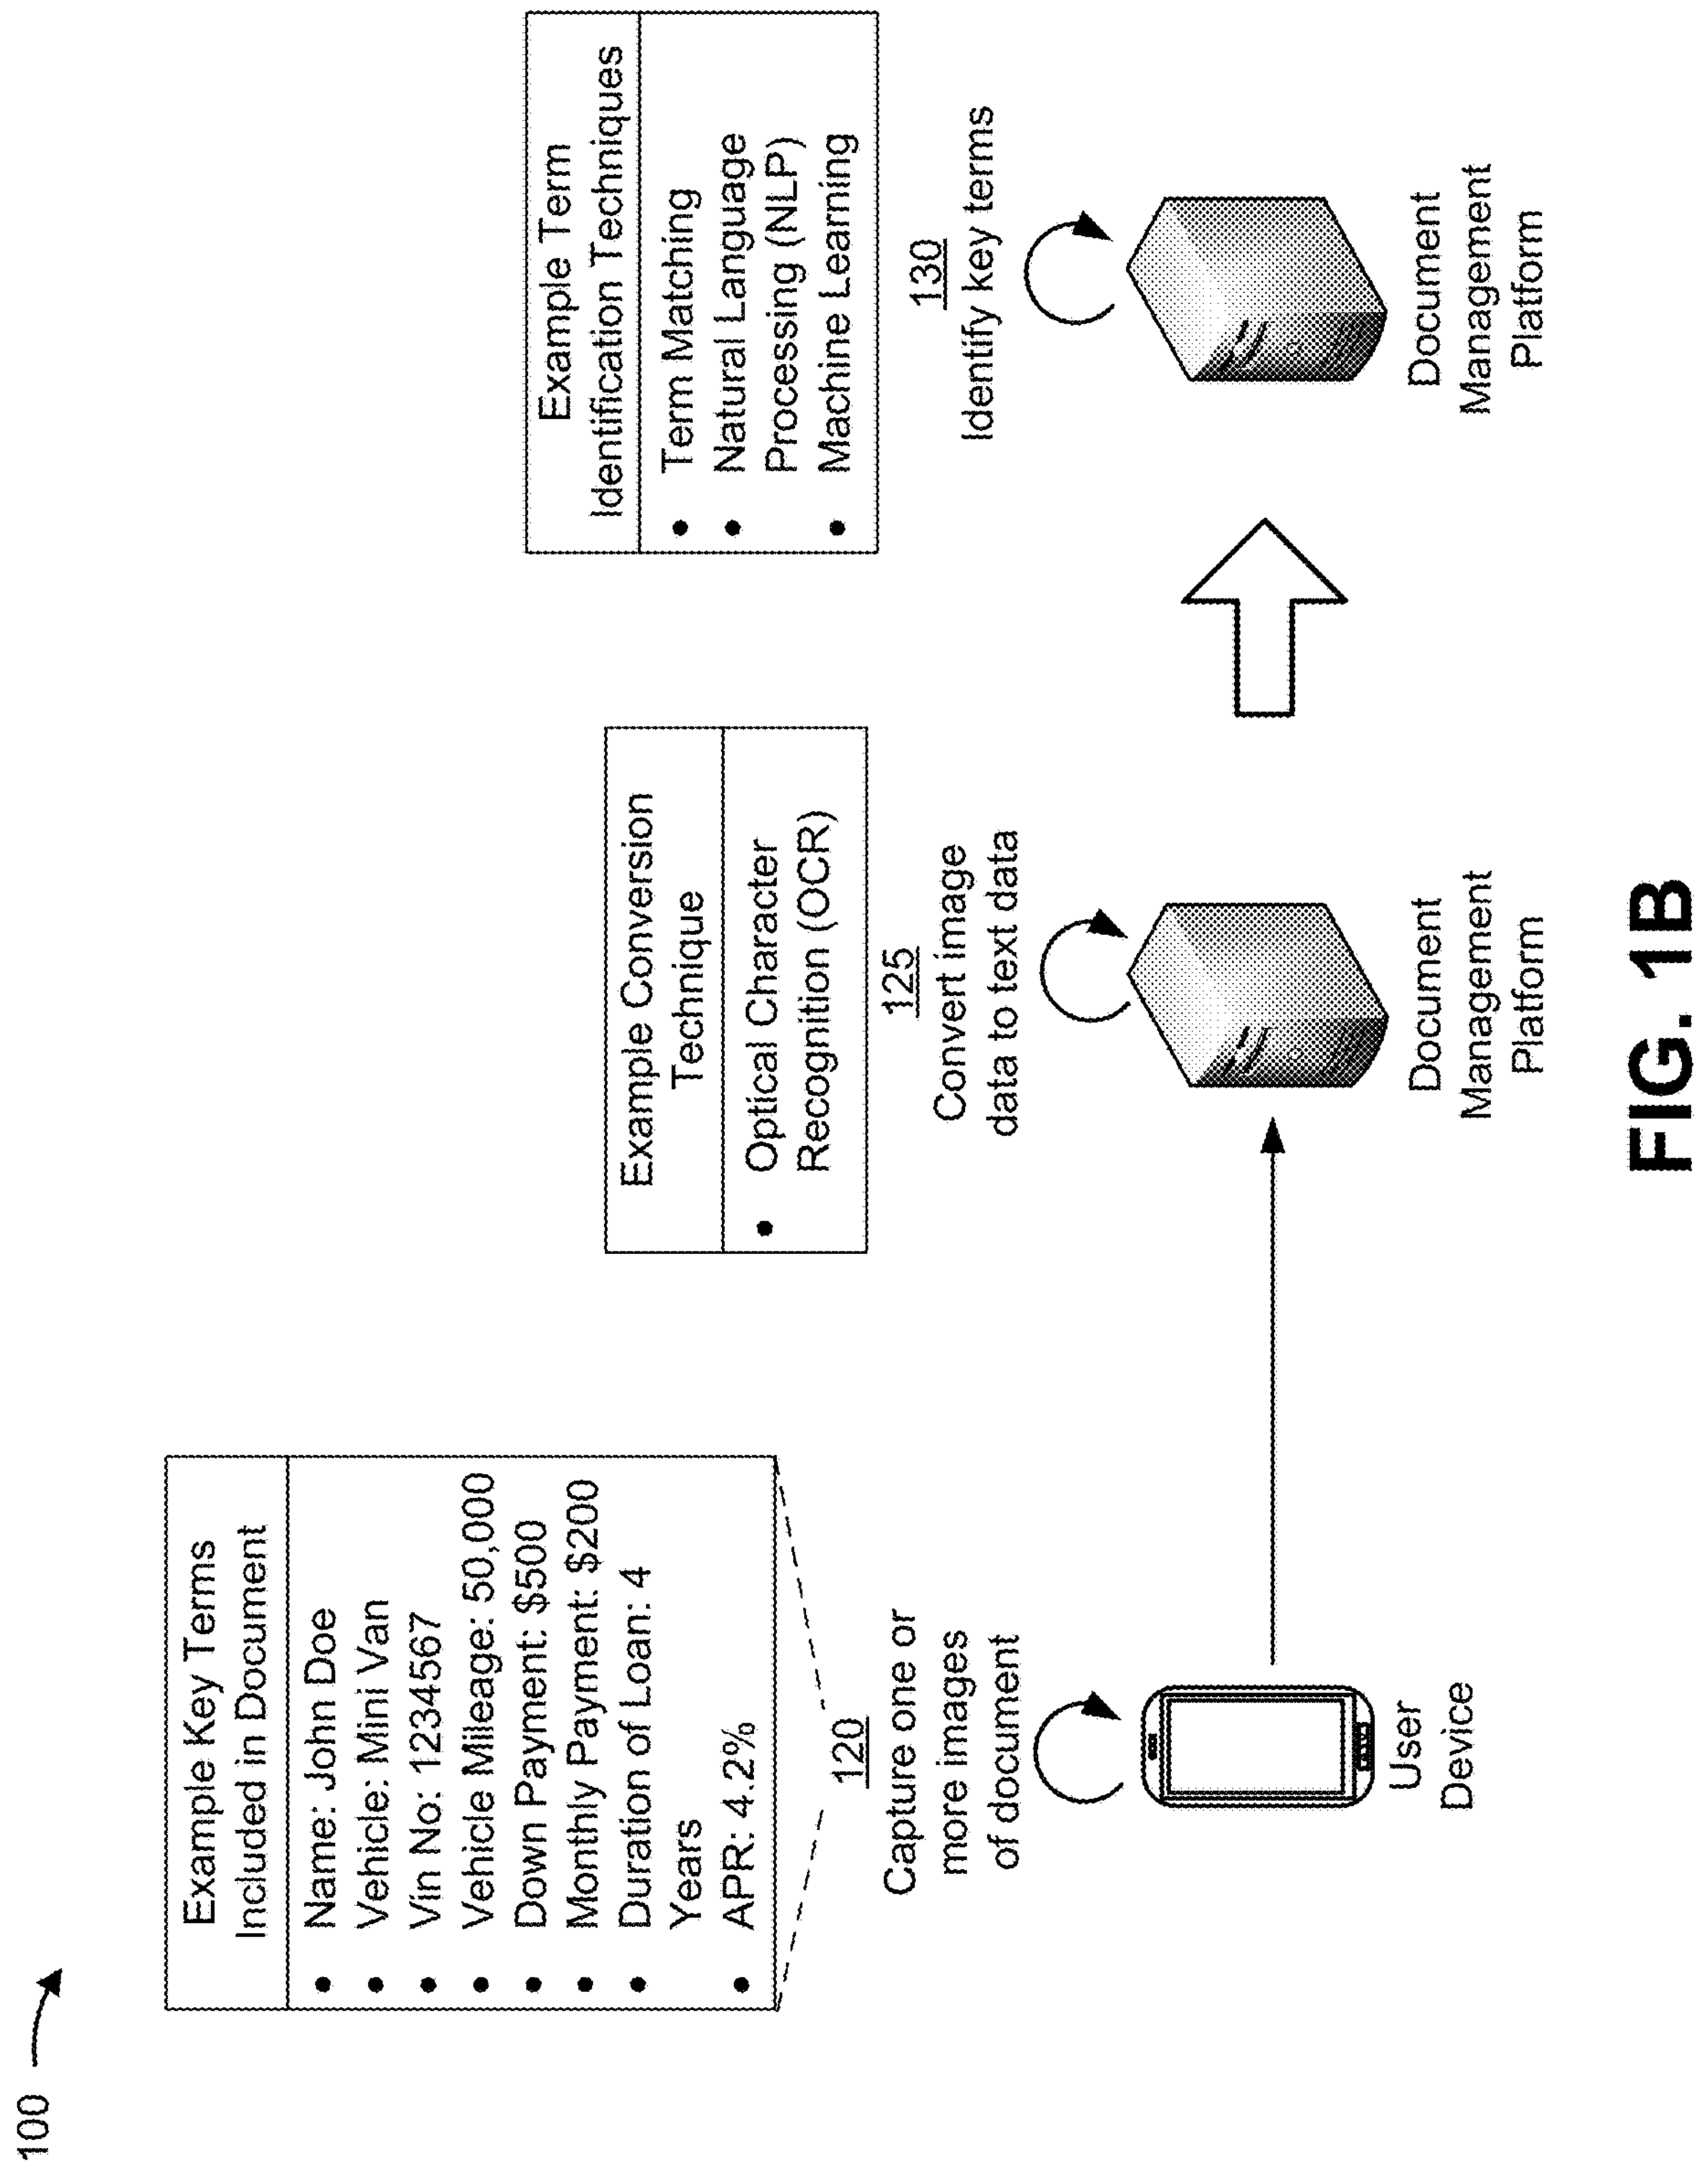 100
Example Key Terms
Included in Document
• Name: John Doe
• Vehicle: Mini Van
• Vin No: 1234567
• Vehicle Mileage: 50,000
• Down Payment: $500
• Monthly Payment: $200
• Duration of Loan: 4
Years
• APR: 4.2%
120
Capture one or
more images
of document
User
Device
Example Conversion
Technique
• Optical Character
Recognition (OCR)
125
Convert image
data to text data
Document
Management
Platform
Example Term
Identification Techniques
• Term Matching
• Natural Language
Processing (NLP)
• Machine Learning
130
Identify key terms
Document
Management
Platform
FIG. 1B